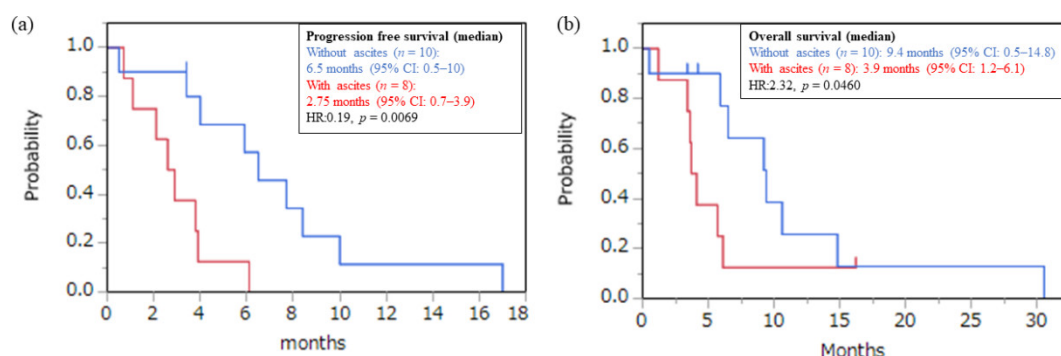 (a)
Progression free survival (median)
Without ascites (n = 10):
6.5 months (95% CI: 0.5–10)
With ascites (n = 8):
2.75 months (95% CI: 0.7–3.9)
HR:0.19, p = 0.0069
Probability
1.0
0.8
0.6
0.4
0.2
0.0
0 2 4 6 8 10 12 14 16 18
months
(b)
Overall survival (median)
Without ascites (n = 10): 9.4 months (95% CI: 0.5–14.8)
With ascites (n = 8): 3.9 months (95% CI: 1.2–6.1)
HR:2.32, p = 0.0460
Probability
1.0
0.8
0.6
0.4
0.2
0.0
0 5 10 15 20 25 30
Months